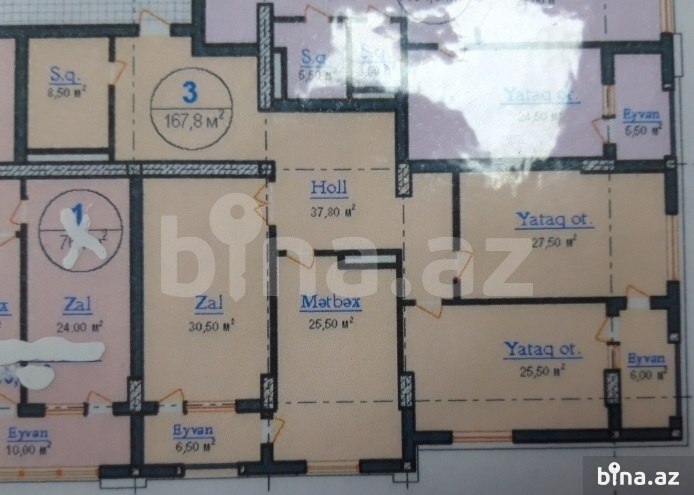 S.q.
8,50 м²
3
167,8 м²
S.q
5,50 м²
Yataq ot.
Eyvan
5,50 м²
Holl
37,80 м²
Yataq ot.
27,50 м²
1
Zal
24.00 м²
Zal
30,50 м²
Mətbəx
25,50 м²
Yataq ot.
25,50 м²
Eyvan
6,00 м²
Eyvan
10,00 м²
Eyvan
6,50 м²
bina.az
bina.az